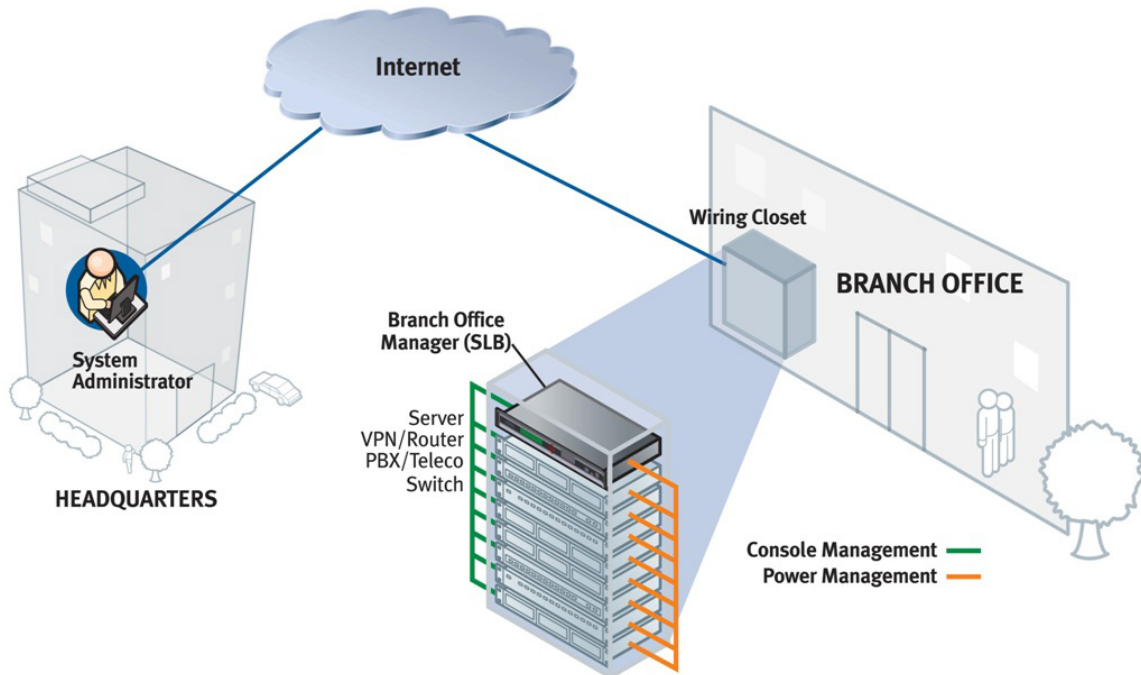 Internet
Wiring Closet
BRANCH OFFICE
Branch Office
Manager (SLB)
System
Administrator
Server
VPN/Router
PBX/Teleco
Switch
HEADQUARTERS
Console Management
Power Management